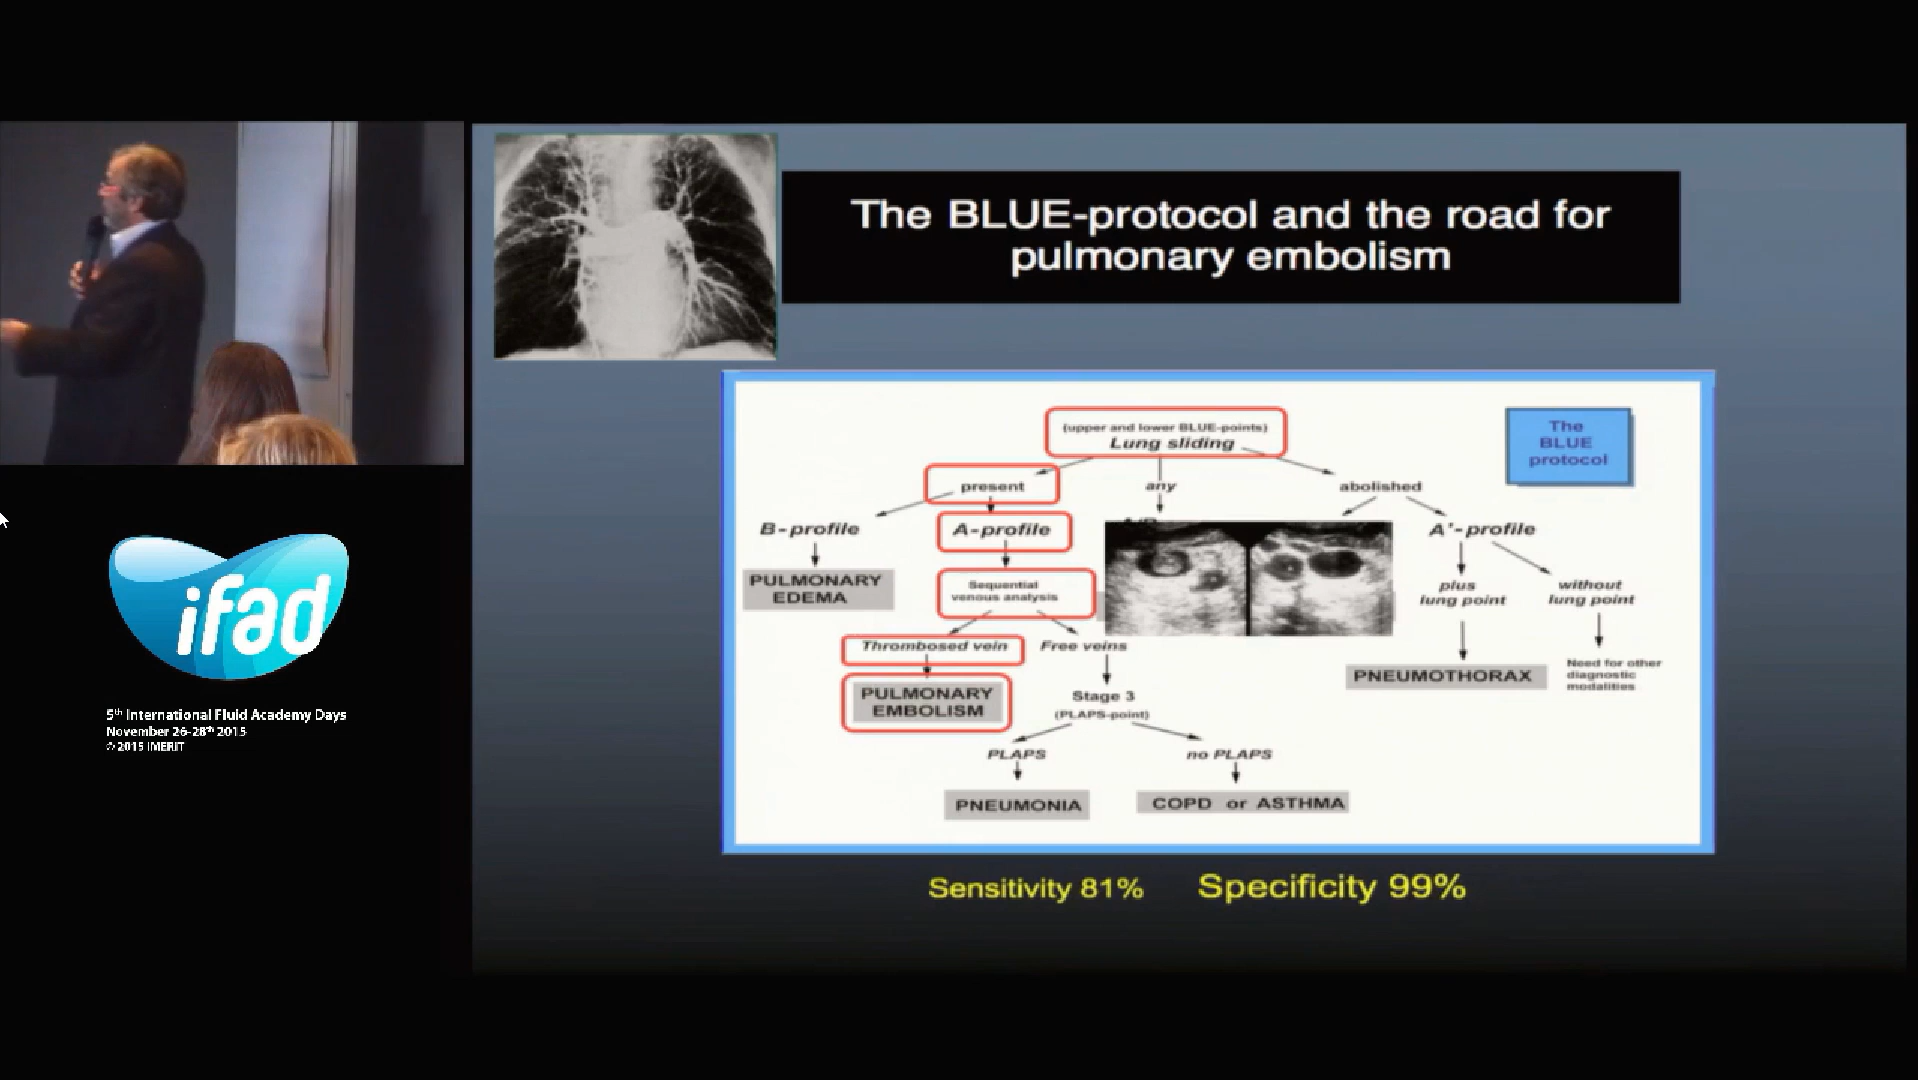 The BLUE-protocol and the road for
pulmonary embolism
(upper and lower BLUE-points)
Lung sliding
The
BLUE
protocol
present
any
abolished
B-profile
A-profile
A'-profile
PULMONARY
EDEMA
Sequential
venous analysis
plus
lung point
without
lung point
Thrombosed vein
Free veins
PULMONARY
EMBOLISM
Stage 3
(PLAPS-point)
PNEUMOTHORAX
Need for other
diagnostic
modalities
PLAPS
no PLAPS
PNEUMONIA
COPD or ASTHMA
Sensitivity 81%
Specificity 99%
ifad
5th International Fluid Academy Days
November 26-28th 2015
© 2015 IMERIT